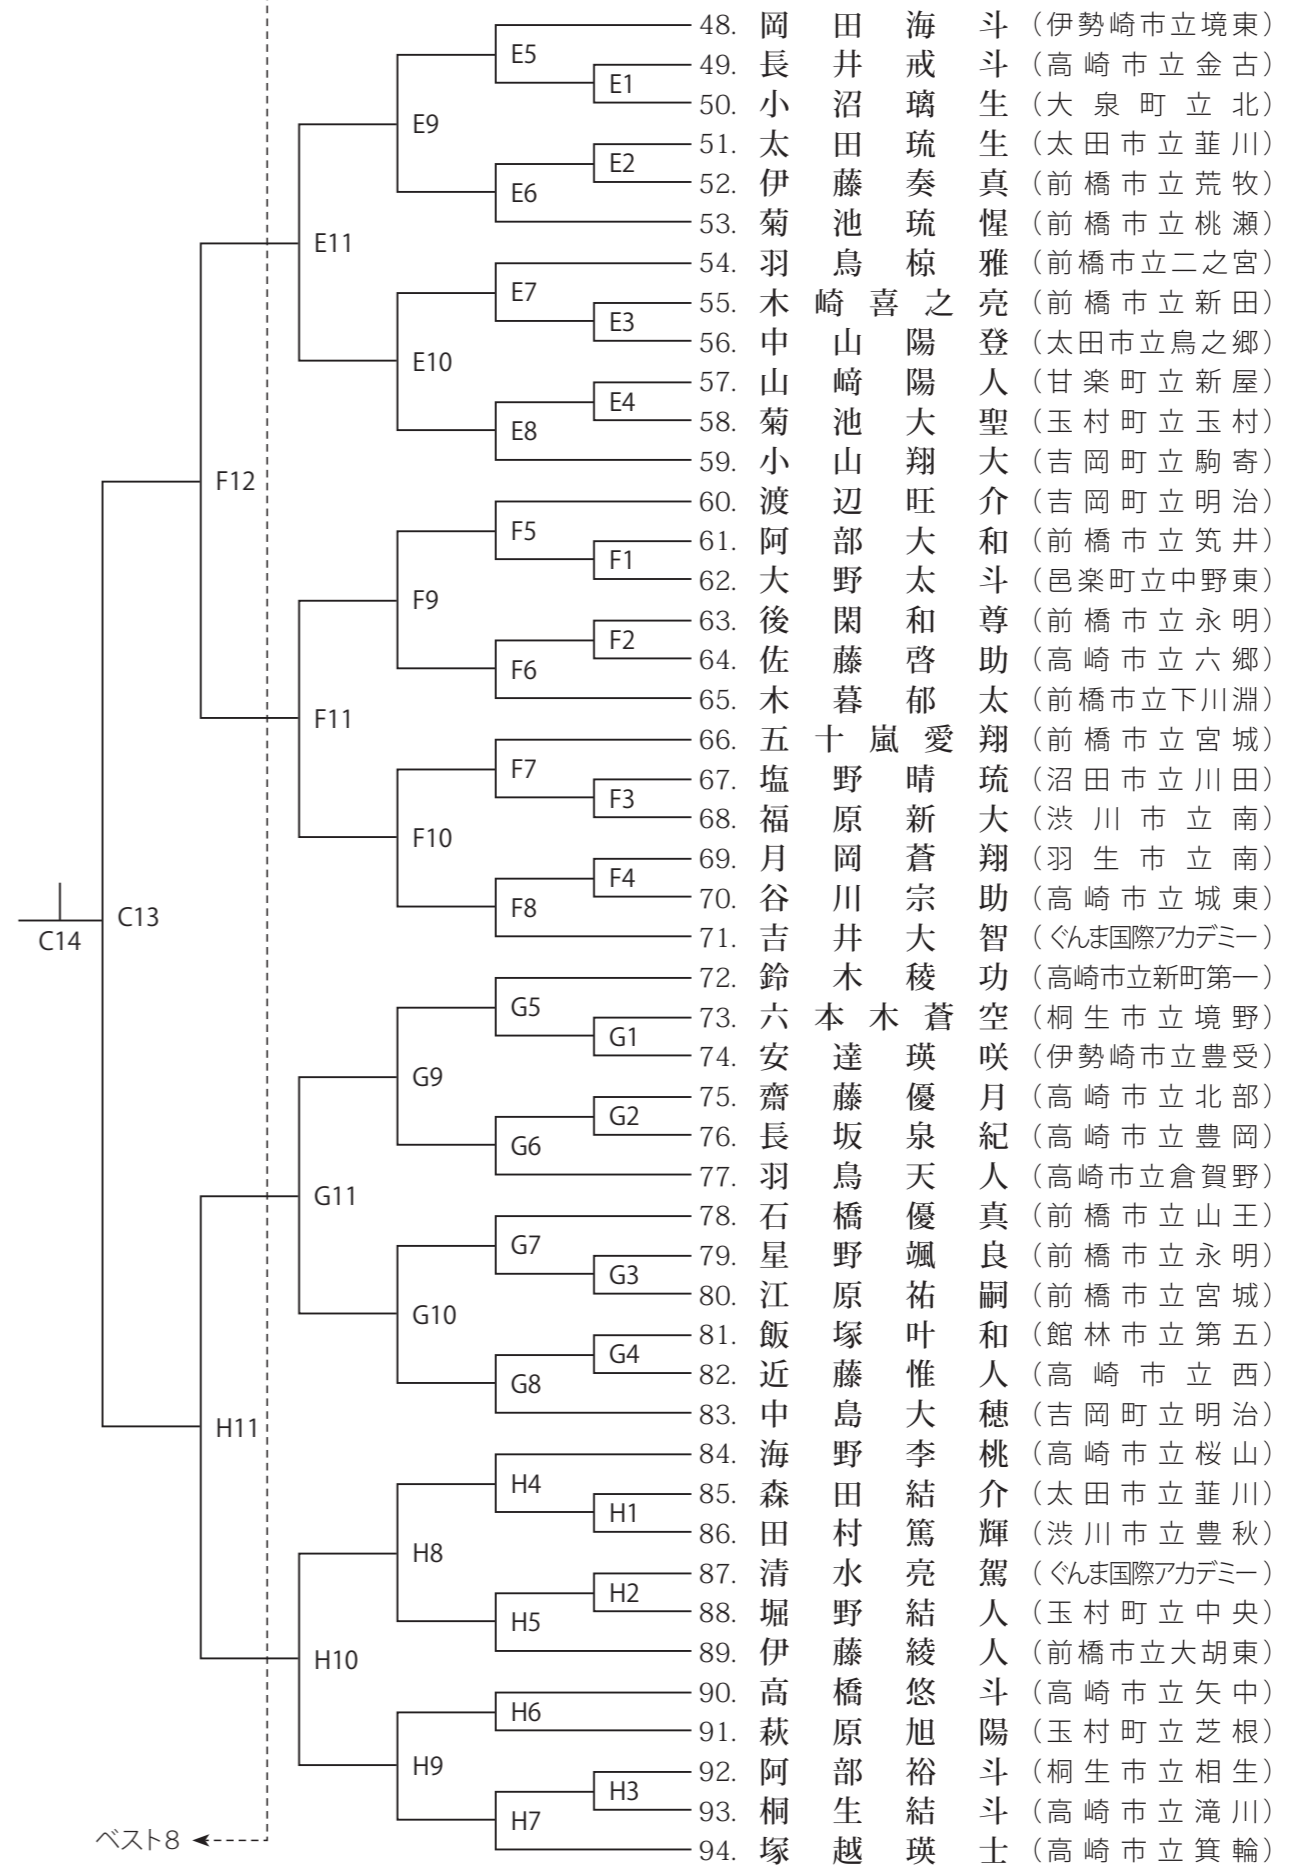 48. 岡田海斗 (伊勢崎市立境東)
E5
49. 長井戒斗 (高崎市立金古)
E1
50. 小沼璃生 (大泉町立北)
E9
51. 太田琉生 (太田市立韮川)
E2
52. 伊藤奏真 (前橋市立荒牧)
E6
53. 菊池琉惺 (前橋市立桃瀬)
E11
54. 羽鳥椋雅 (前橋市立二之宮)
E7
55. 木崎喜之亮 (前橋市立新田)
E3
56. 中山陽登 (太田市立鳥之郷)
E10
57. 山﨑陽人 (甘楽町立新屋)
E4
58. 菊池大聖 (玉村町立玉村)
E8
59. 小山翔大 (吉岡町立駒寄)
F12
60. 渡辺旺介 (吉岡町立明治)
F5
61. 阿部大和 (前橋市立筑井)
F1
62. 大野太斗 (邑楽町立中野東)
F9
63. 後閑和尊 (前橋市立永明)
F2
64. 佐藤啓助 (高崎市立六郷)
F6
65. 木暮郁太 (前橋市立下川淵)
F11
66. 五十嵐愛翔 (前橋市立宮城)
F7
67. 塩野晴琉 (沼田市立川田)
F3
68. 福原新大 (渋川市立南)
F10
69. 月岡蒼翔 (羽生市立南)
F4
70. 谷川宗助 (高崎市立城東)
F8
C13
C14
71. 吉井大智 (ぐんま国際アカデミー)
72. 鈴木稜功 (高崎市立新町第一)
G5
73. 六本木蒼空 (桐生市立境野)
G1
74. 安達瑛咲 (伊勢崎市立豊受)
G9
75. 齋藤優月 (高崎市立北部)
G2
76. 長坂泉紀 (高崎市立豊岡)
G6
77. 羽鳥天人 (高崎市立倉賀野)
G11
78. 石橋優真 (前橋市立山王)
G7
79. 星野颯良 (前橋市立永明)
G3
80. 江原祐嗣 (前橋市立宮城)
G10
81. 飯塚叶和 (館林市立第五)
G4
82. 近藤惟人 (高崎市立西)
G8
83. 中島大穂 (吉岡町立明治)
H11
84. 海野李桃 (高崎市立桜山)
H4
85. 森田結介 (太田市立韮川)
H1
86. 田村篤輝 (渋川市立豊秋)
H8
87. 清水亮駕 (ぐんま国際アカデミー)
H2
88. 堀野結人 (玉村町立中央)
H5
89. 伊藤綾人 (前橋市立大胡東)
H10
90. 高橋悠斗 (高崎市立矢中)
H6
91. 萩原旭陽 (玉村町立芝根)
H9
92. 阿部裕斗 (桐生市立相生)
H3
93. 桐生結斗 (高崎市立滝川)
H7
ベスト8
94. 塚越瑛士 (高崎市立箕輪)